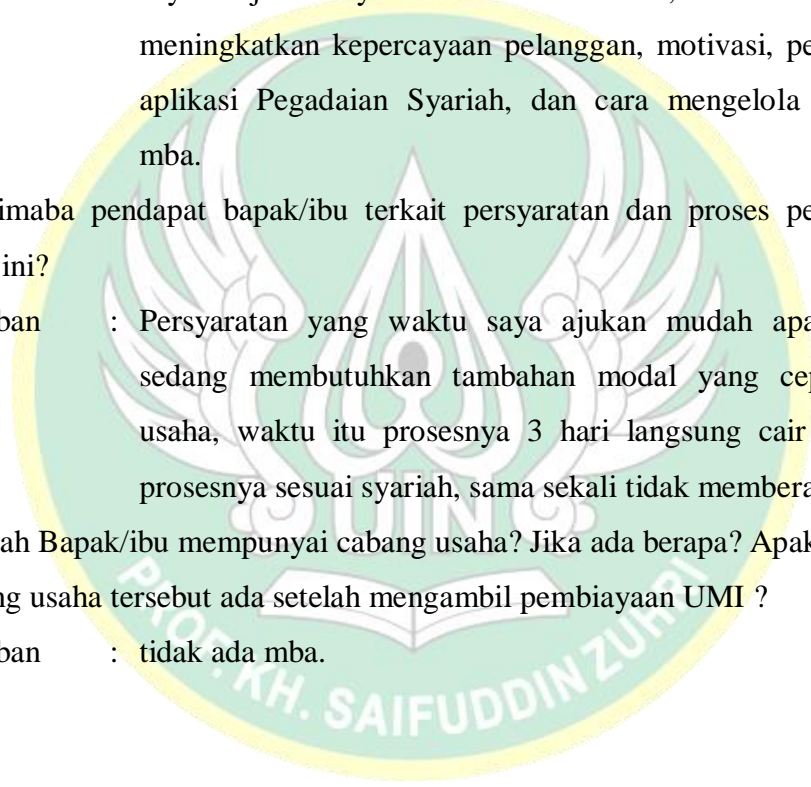 meningkatkan kepercayaan pelanggan, motivasi, pe
aplikasi Pegadaian Syariah, dan cara mengelola
mba.
imaba pendapat bapak/ibu terkait persyaratan dan proses pe
ini?
ban : Persyaratan yang waktu saya ajukan mudah apa
sedang membutuhkan tambahan modal yang cep
usaha, waktu itu prosesnya 3 hari langsung cair
prosesnya sesuai syariah, sama sekali tidak membera
ah Bapak/ibu mempunyai cabang usaha? Jika ada berapa? Apak
ng usaha tersebut ada setelah mengambil pembiayaan UMI ?
ban : tidak ada mba.
UIN
PROF. KH. SAIFUDDIN ZUHRI